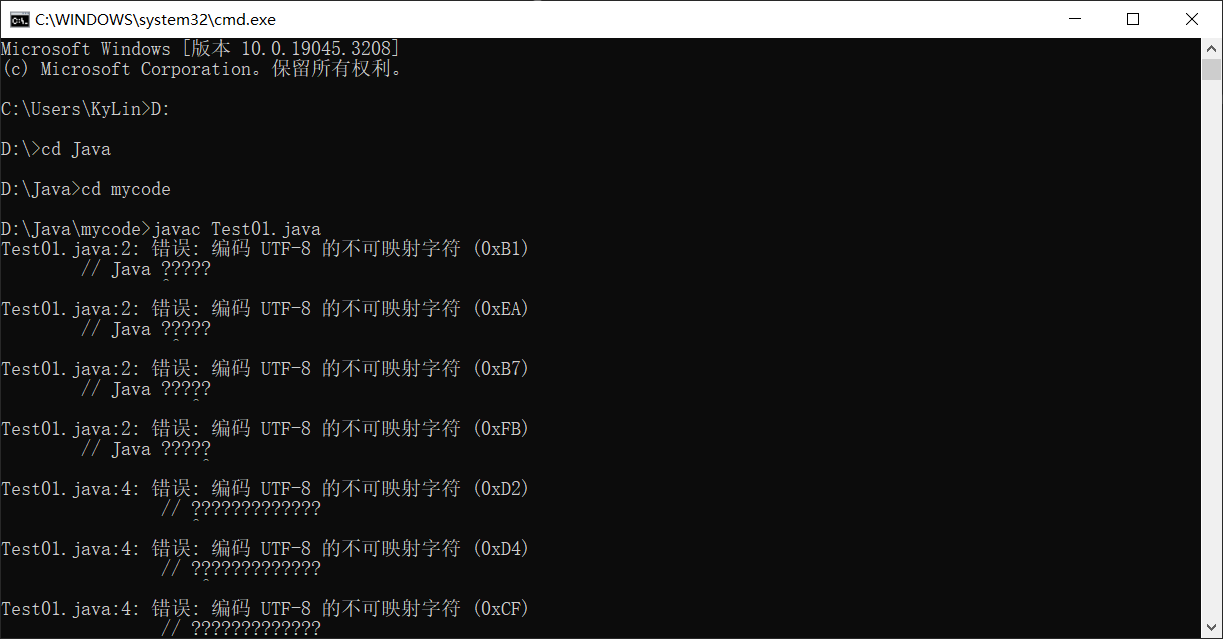 C:\WINDOWS\system32\cmd.exe
Microsoft Windows [版本 10.0.19045.3208]
(c) Microsoft Corporation。保留所有权利。
C:\Users\KyLin>D:
D:\>cd Java
D:\Java>cd mycode
D:\Java\mycode>javac Test01.java
Test01.java:2: 错误: 编码 UTF-8 的不可映射字符 (0xB1)
        // Java ?????
                ^
Test01.java:2: 错误: 编码 UTF-8 的不可映射字符 (0xEA)
        // Java ?????
                 ^
Test01.java:2: 错误: 编码 UTF-8 的不可映射字符 (0xB7)
        // Java ?????
                   ^
Test01.java:2: 错误: 编码 UTF-8 的不可映射字符 (0xFB)
        // Java ?????
                    ^
Test01.java:4: 错误: 编码 UTF-8 的不可映射字符 (0xD2)
                // ?????????????
                   ^
Test01.java:4: 错误: 编码 UTF-8 的不可映射字符 (0xD4)
                // ?????????????
                    ^
Test01.java:4: 错误: 编码 UTF-8 的不可映射字符 (0xCF)
                // ?????????????